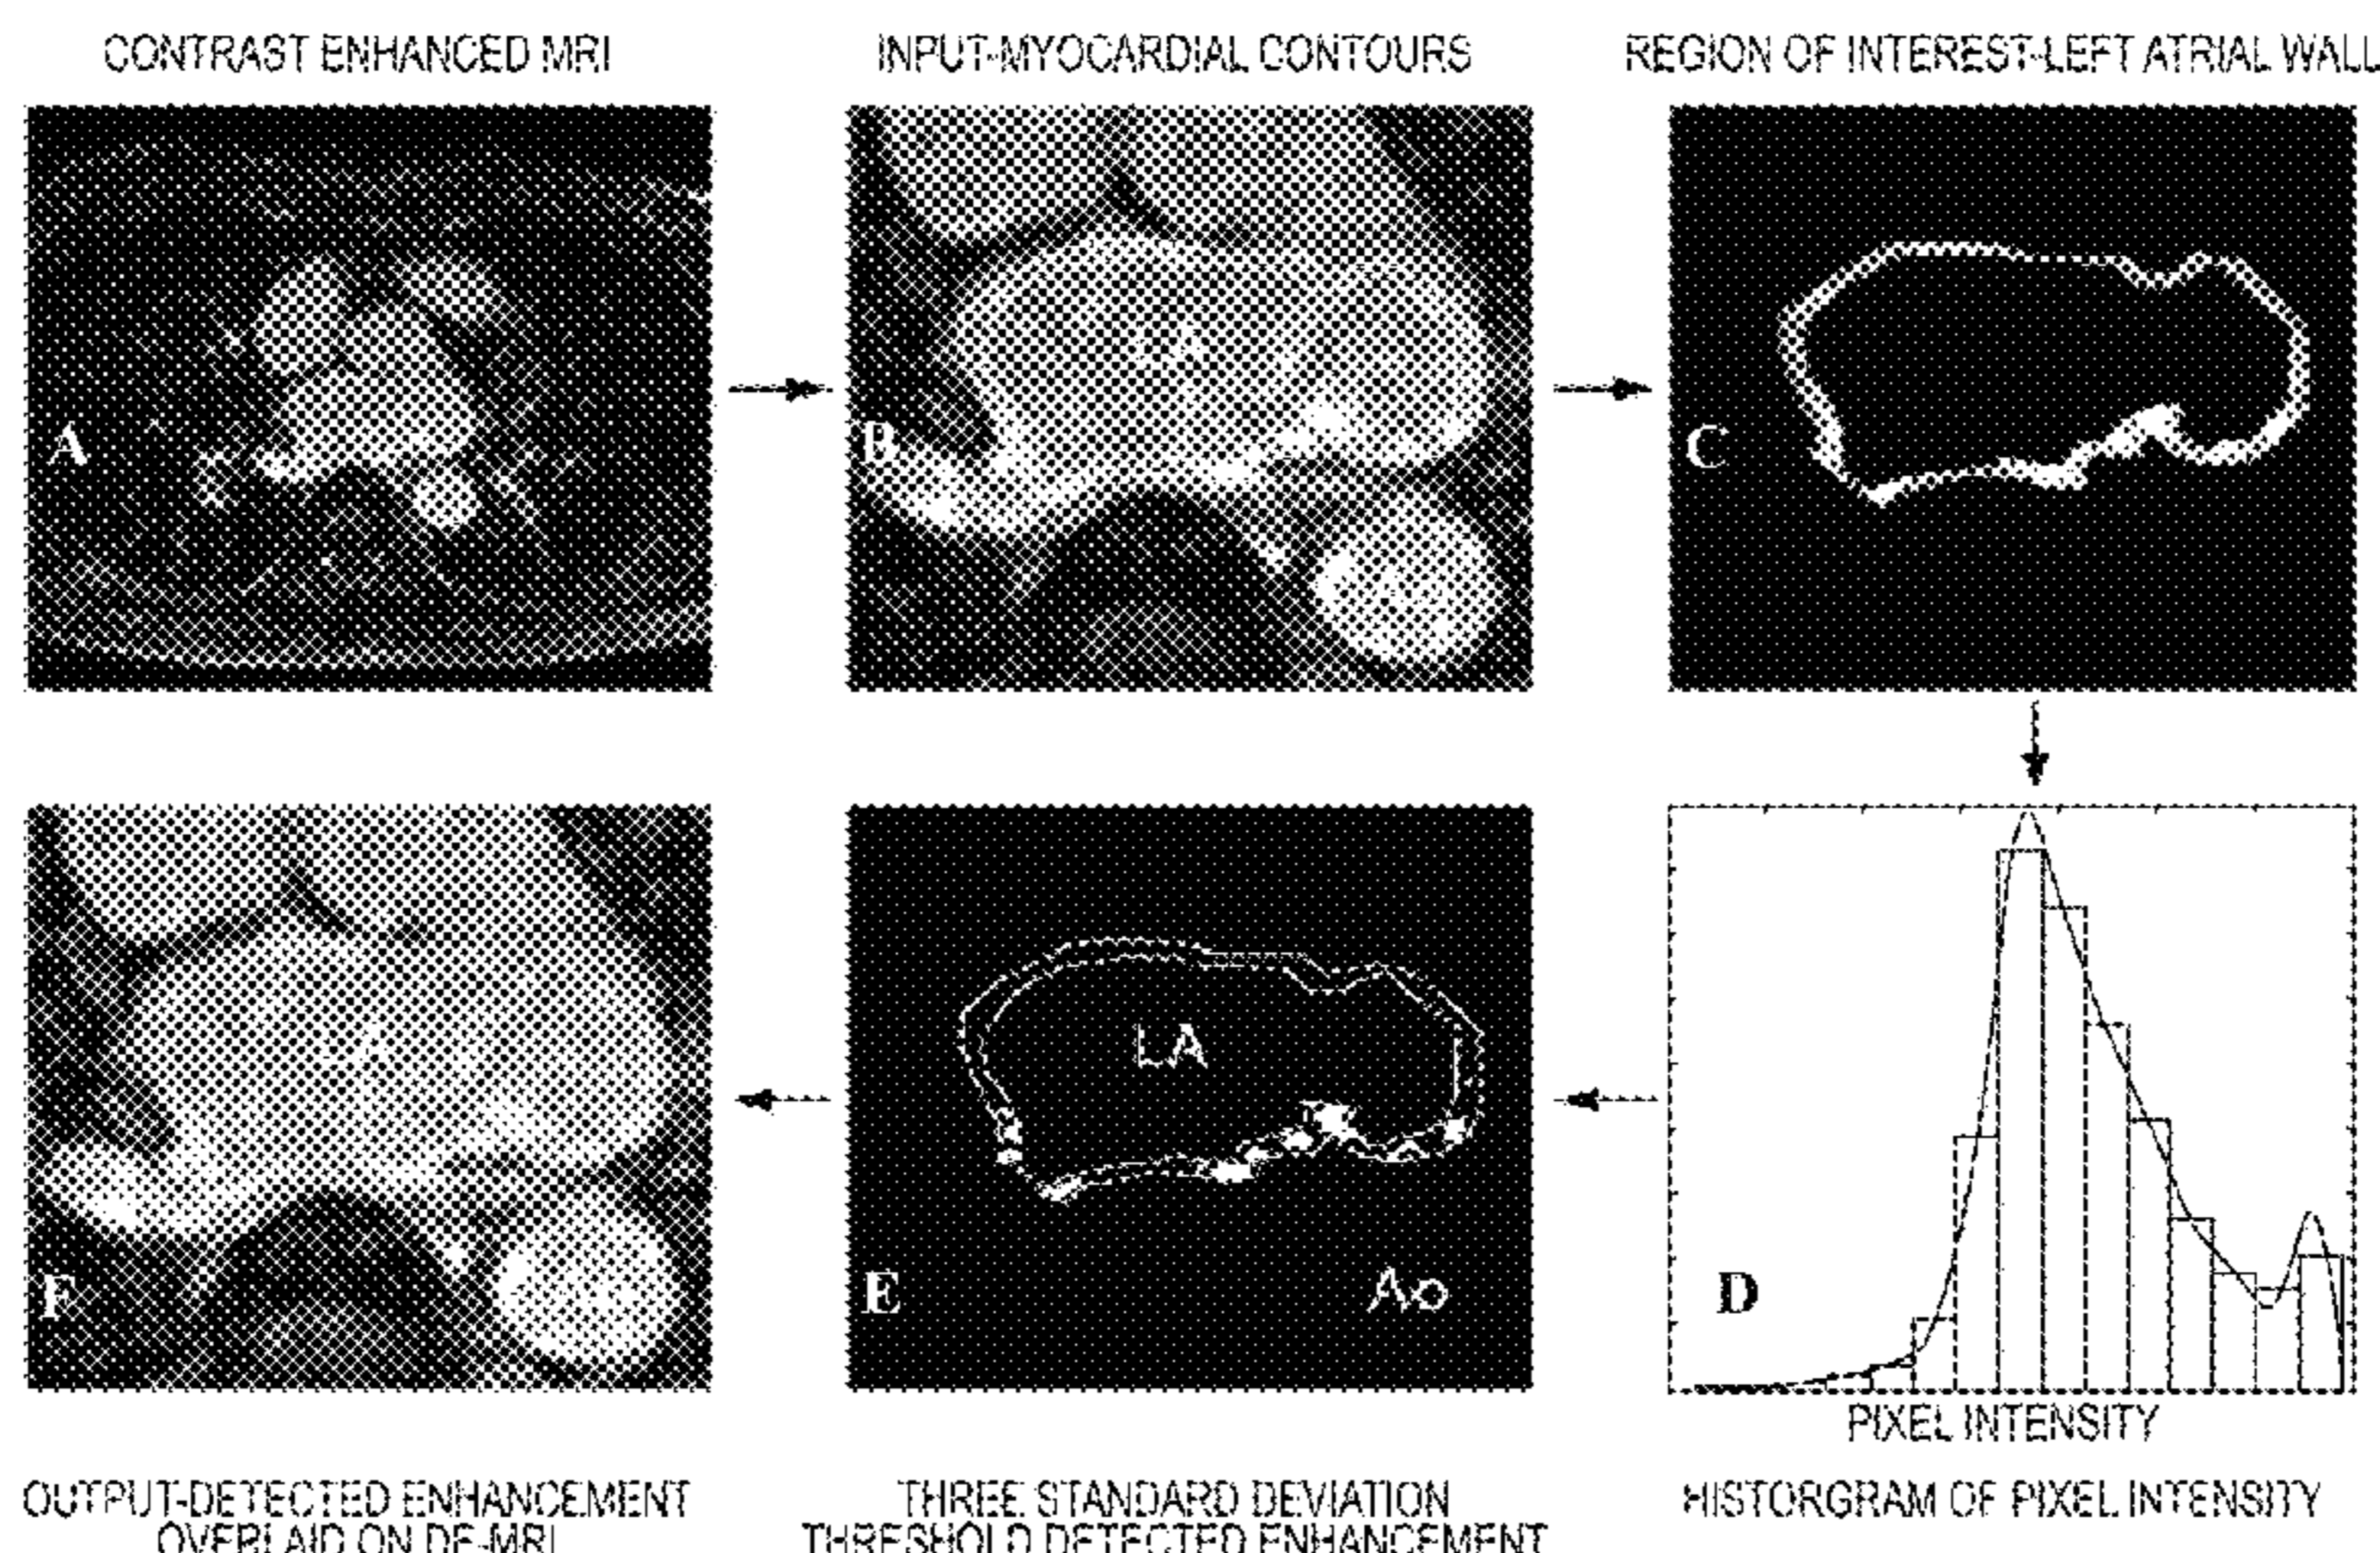 CONTRAST ENHANCED MRI
INPUT-MYOCARDIAL CONTOURS
REGION OF INTEREST-LEFT ATRIAL WALL
A
LA
B
C
LA
LA
F
E
Ao
D
PIXEL INTENSITY
OUTPUT-DETECTED ENHANCEMENT
OVERLAID ON DE-MRI
THREE STANDARD DEVIATION
THRESHOLD DETECTED ENHANCEMENT
HISTORGRAM OF PIXEL INTENSITY